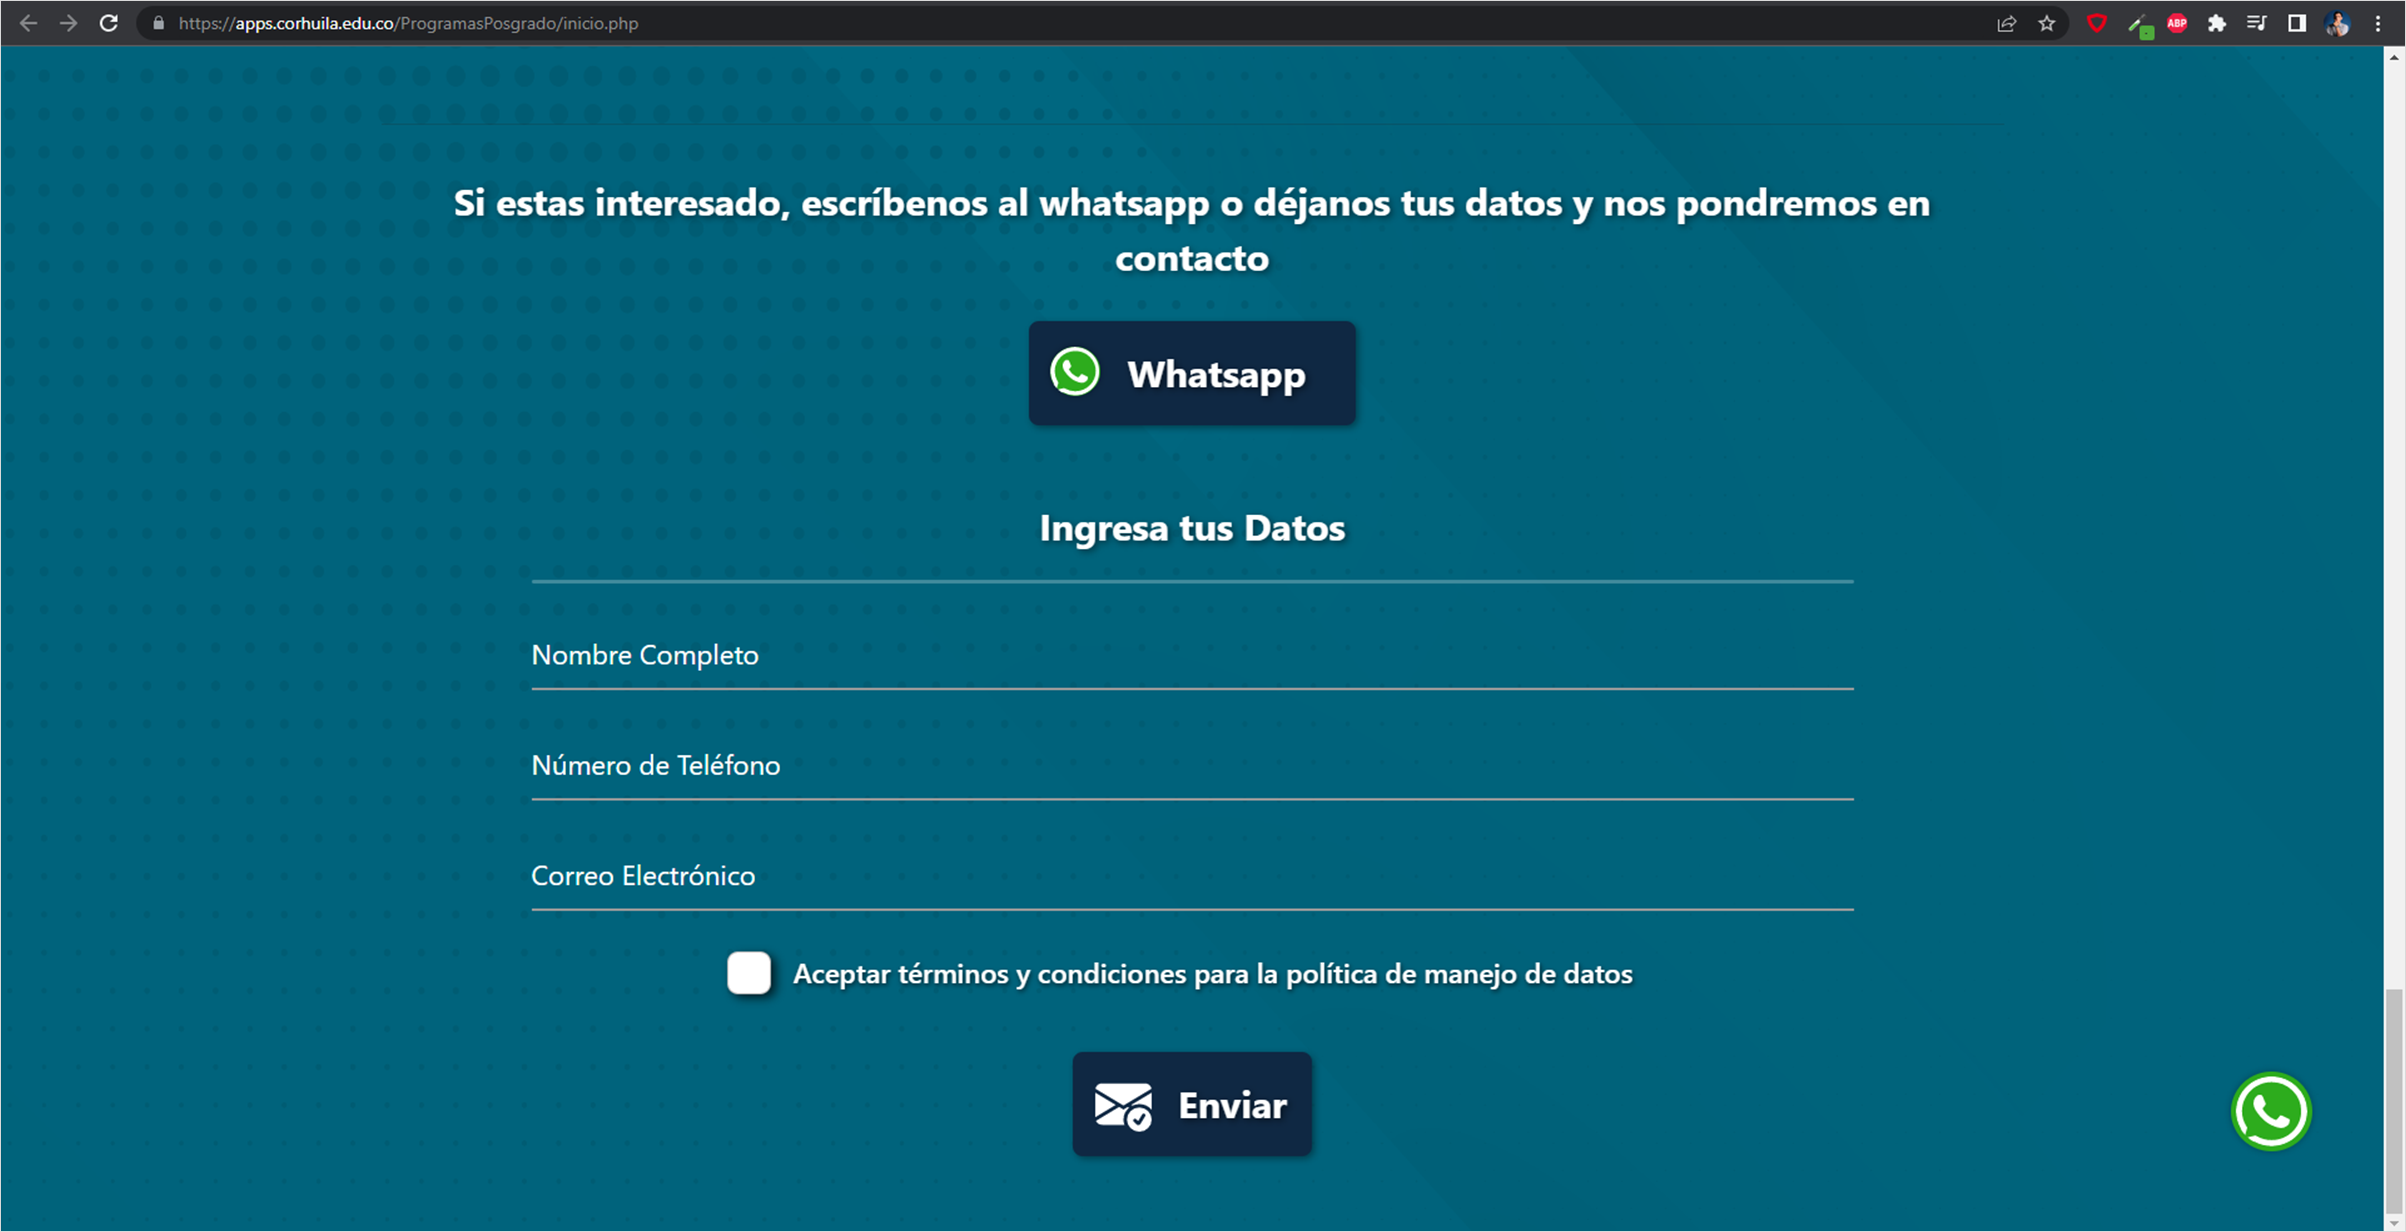 https://apps.corhuila.edu.co/ProgramasPosgrado/inicio.php
ABP
Si estas interesado, escríbenos al whatsapp o déjanos tus datos y nos pondremos en
contacto
Whatsapp
Ingresa tus Datos
Nombre Completo
Número de Teléfono
Correo Electrónico
Aceptar términos y condiciones para la política de manejo de datos
Enviar